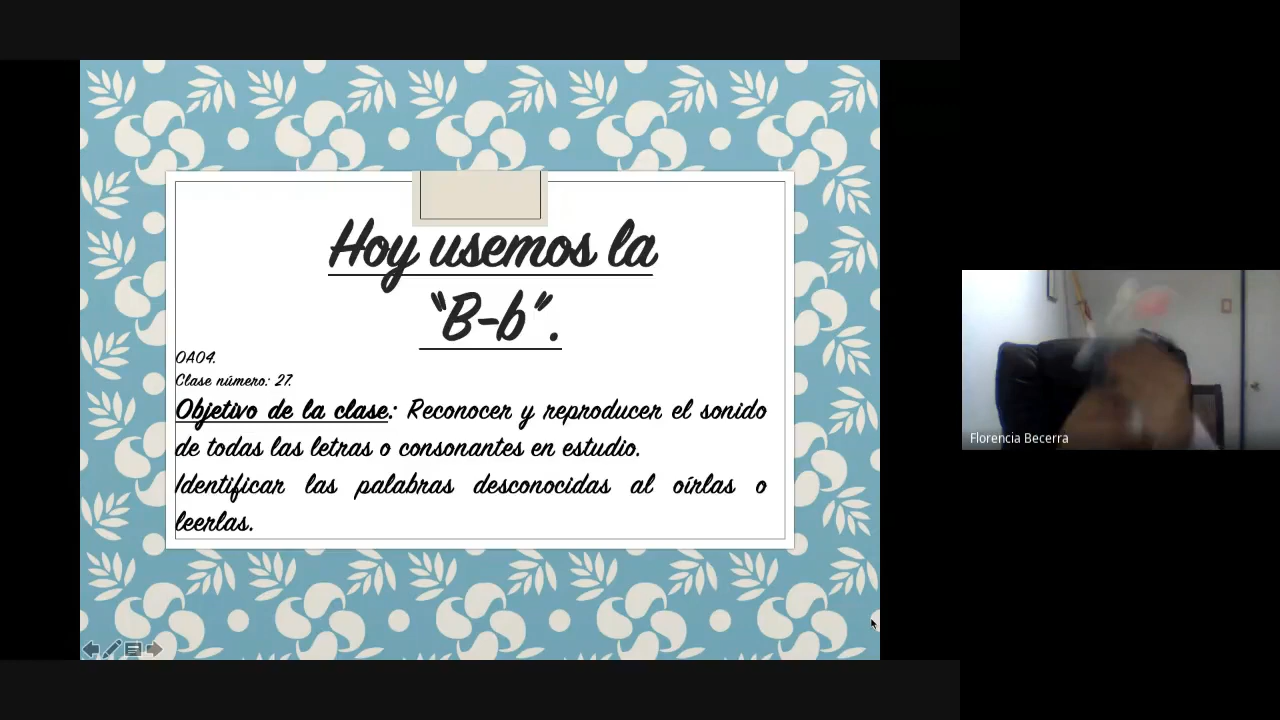 Hoy usemos la
"B-b".
OA04.
Clase número: 27.
Objetivo de la clase: Reconocer y reproducer el sonido
de todas las letras o consonantes en estudio.
Identificar las palabras desconocidas al oírlas o
leerlas.
Florencia Becerra